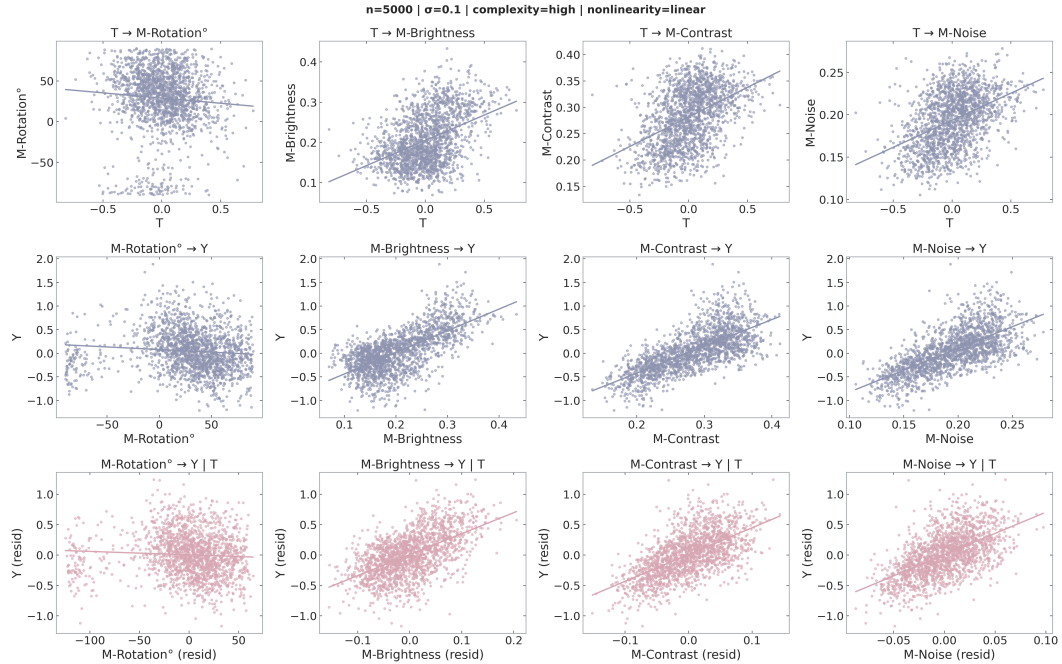 n=5000 | σ=0.1 | complexity=high | nonlinearity=linear
T → M-Rotation°
T → M-Brightness
T → M-Contrast
T → M-Noise
M-Rotation°
50
0
−50
−0.5
0.0
0.5
T
M-Brightness
0.4
0.3
0.2
0.1
−0.5
0.0
0.5
T
M-Contrast
0.40
0.35
0.30
0.25
0.20
0.15
−0.5
0.0
0.5
T
M-Noise
0.25
0.20
0.15
0.10
−0.5
0.0
0.5
T
M-Rotation° → Y
M-Brightness → Y
M-Contrast → Y
M-Noise → Y
Y
2.0
1.5
1.0
0.5
0.0
−0.5
−1.0
−50
0
50
M-Rotation°
Y
2.0
1.5
1.0
0.5
0.0
−0.5
−1.0
0.1
0.2
0.3
0.4
M-Brightness
Y
2.0
1.5
1.0
0.5
0.0
−0.5
−1.0
0.2
0.3
0.4
M-Contrast
Y
2.0
1.5
1.0
0.5
0.0
−0.5
−1.0
0.10
0.15
0.20
0.25
M-Noise
M-Rotation° → Y | T
M-Brightness → Y | T
M-Contrast → Y | T
M-Noise → Y | T
Y (resid)
1.0
0.5
0.0
−0.5
−1.0
−100
−50
0
50
M-Rotation° (resid)
Y (resid)
1.0
0.5
0.0
−0.5
−1.0
−0.1
0.0
0.1
0.2
M-Brightness (resid)
Y (resid)
1.0
0.5
0.0
−0.5
−1.0
−0.1
0.0
0.1
M-Contrast (resid)
Y (resid)
1.0
0.5
0.0
−0.5
−1.0
−0.05
0.00
0.05
0.10
M-Noise (resid)